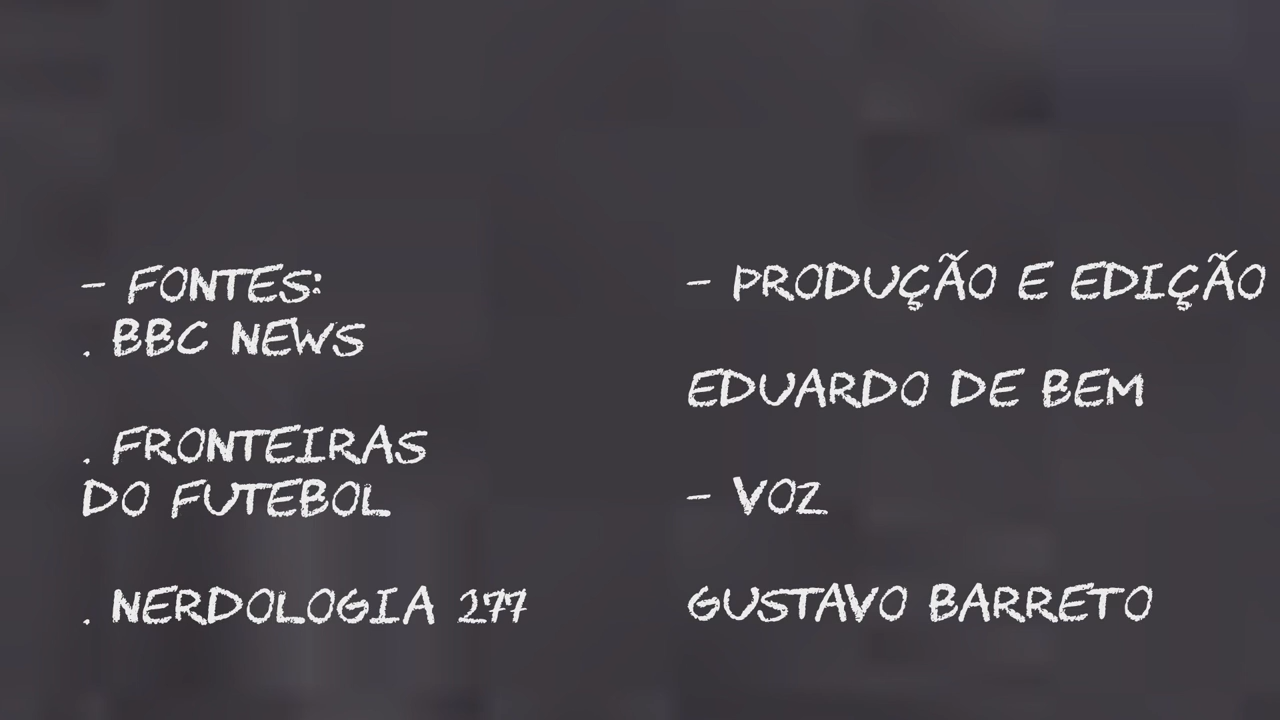 - FONTES:
. BBC NEWS
. FRONTEIRAS
DO FUTEBOL
. NERDOLOGIA 277
- PRODUÇÃO E EDIÇÃO
EDUARDO DE BEM
- VOZ
GUSTAVO BARRETO